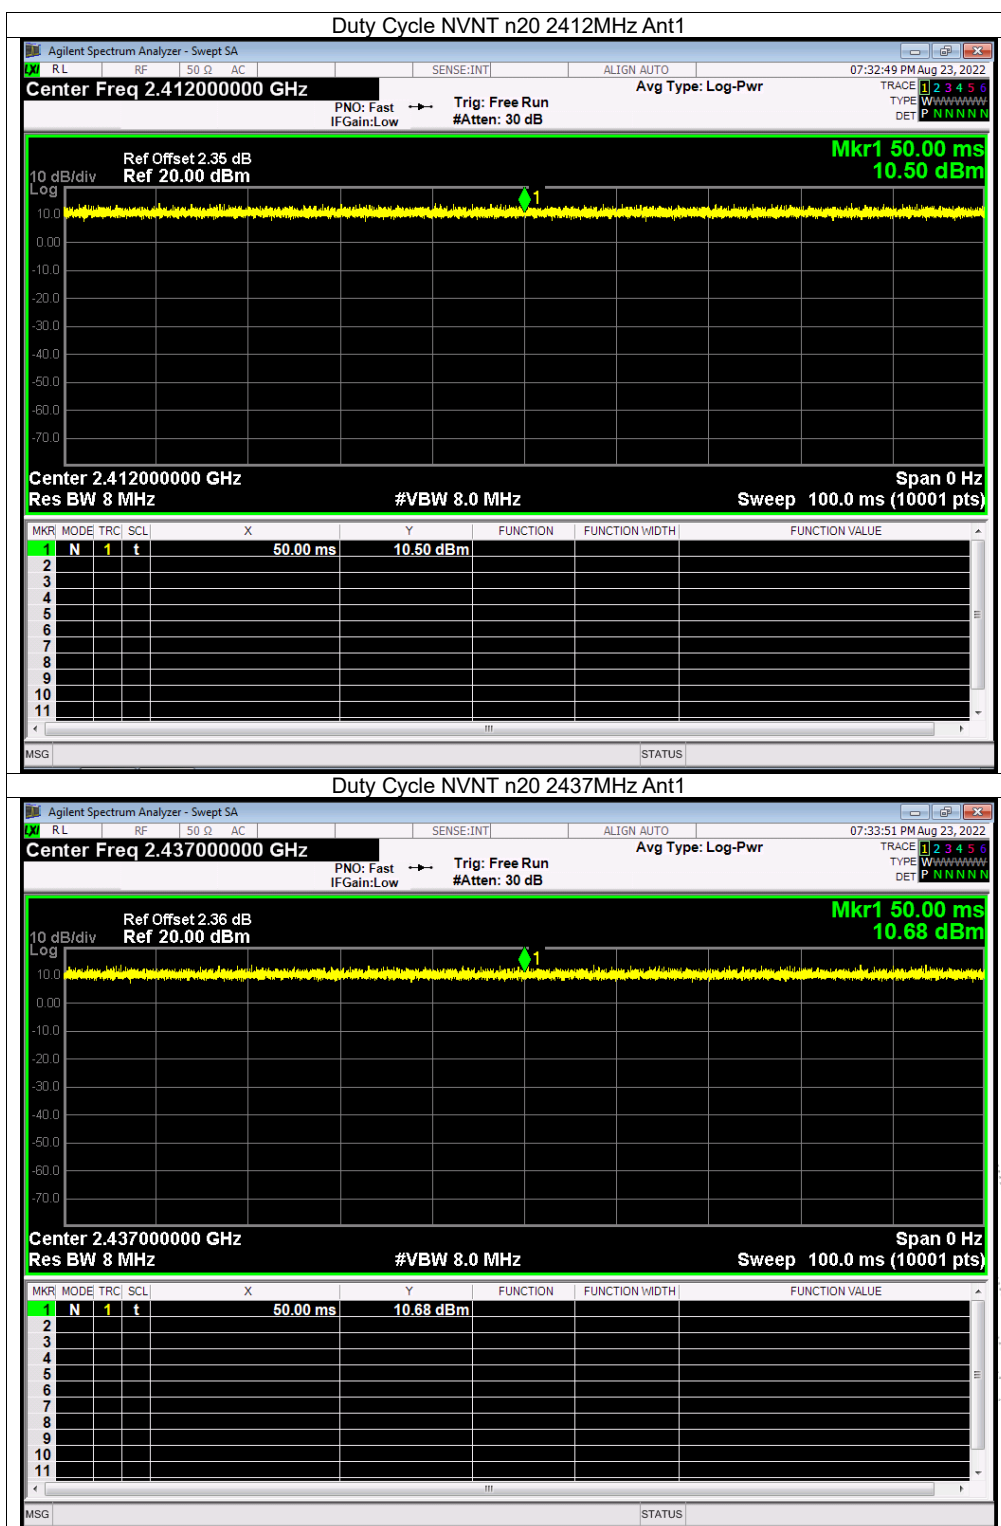 Duty Cycle NVNT n20 2412MHz Ant1
Agilent Spectrum Analyzer - Swept SA
LXI RL RF 50 Ω AC SENSE:INT ALIGN AUTO 07:32:49 PM Aug 23, 2022
Center Freq 2.412000000 GHz Avg Type: Log-Pwr TRACE 1 2 3 4 5 6
PNO: Fast Trig: Free Run TYPE WWWWWW
IFGain:Low #Atten: 30 dB DET P N N N N N
Mkr1 50.00 ms
Ref Offset 2.35 dB
10 dB/div Ref 20.00 dBm 10.50 dBm
Log
1
10.0
0.00
-10.0
-20.0
-30.0
-40.0
-50.0
-60.0
-70.0
Center 2.412000000 GHz Span 0 Hz
Res BW 8 MHz #VBW 8.0 MHz Sweep 100.0 ms (10001 pts)
MKR MODE TRC SCL X Y FUNCTION FUNCTION WIDTH FUNCTION VALUE
1 N 1 t 50.00 ms 10.50 dBm
2
3
4
5
6
7
8
9
10
11
MSG STATUS
Duty Cycle NVNT n20 2437MHz Ant1
Agilent Spectrum Analyzer - Swept SA
LXI RL RF 50 Ω AC SENSE:INT ALIGN AUTO 07:33:51 PM Aug 23, 2022
Center Freq 2.437000000 GHz Avg Type: Log-Pwr TRACE 1 2 3 4 5 6
PNO: Fast Trig: Free Run TYPE WWWWWW
IFGain:Low #Atten: 30 dB DET P N N N N N
Mkr1 50.00 ms
Ref Offset 2.36 dB
10 dB/div Ref 20.00 dBm 10.68 dBm
Log
1
10.0
0.00
-10.0
-20.0
-30.0
-40.0
-50.0
-60.0
-70.0
Center 2.437000000 GHz Span 0 Hz
Res BW 8 MHz #VBW 8.0 MHz Sweep 100.0 ms (10001 pts)
MKR MODE TRC SCL X Y FUNCTION FUNCTION WIDTH FUNCTION VALUE
1 N 1 t 50.00 ms 10.68 dBm
2
3
4
5
6
7
8
9
10
11
MSG STATUS